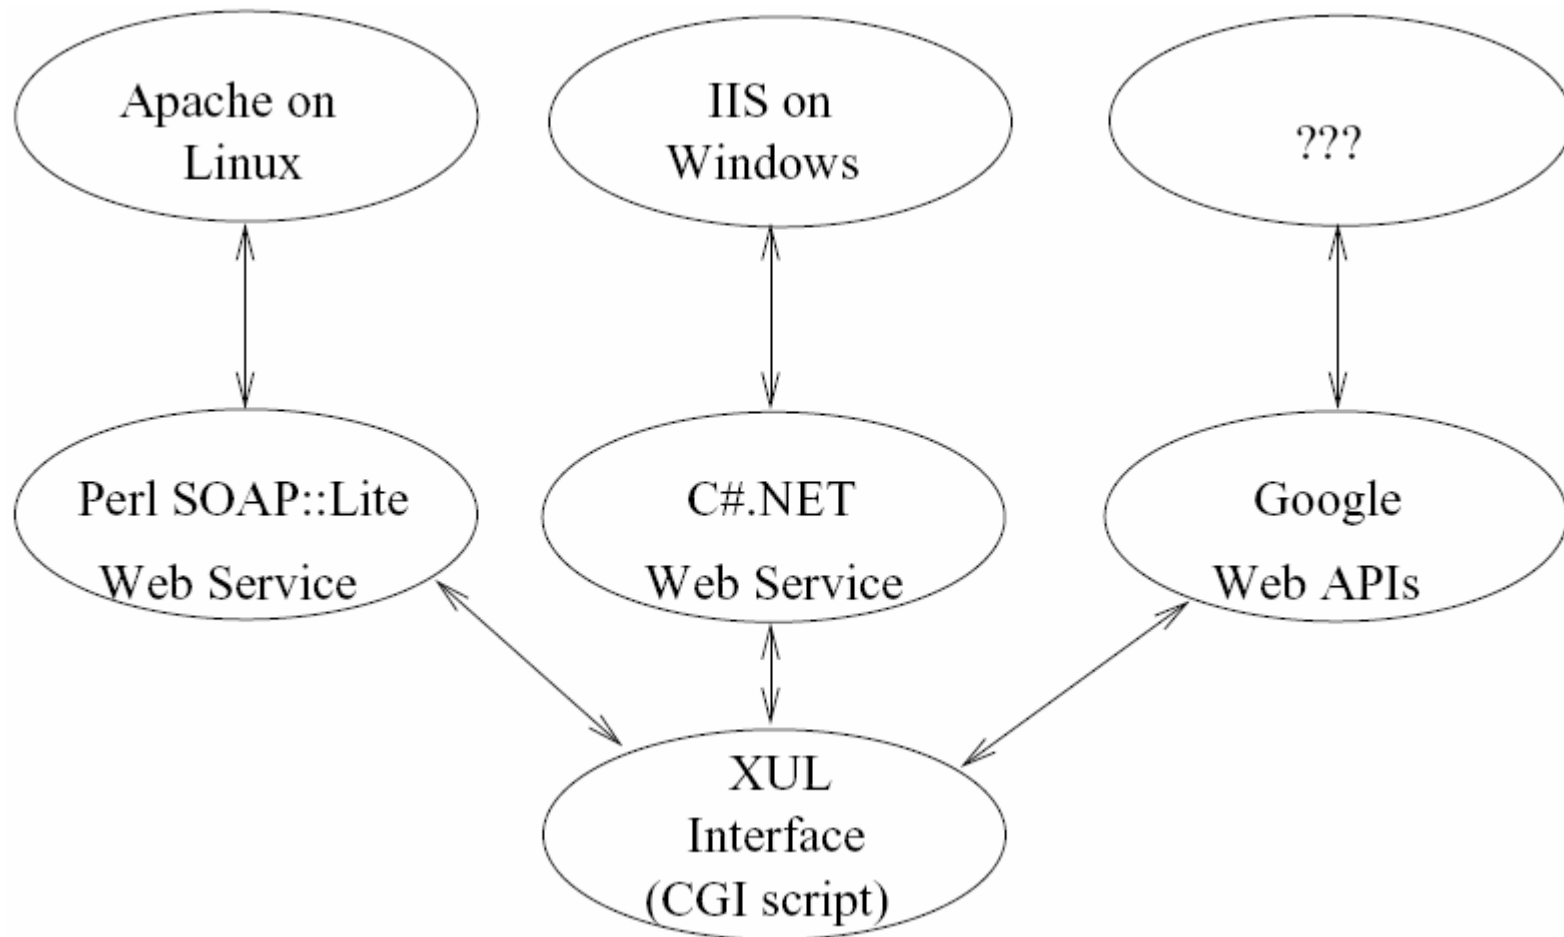 Apache on
Linux
IIS on
Windows
???
Perl SOAP::Lite
Web Service
C#.NET
Web Service
Google
Web APIs
XUL
Interface
(CGI script)